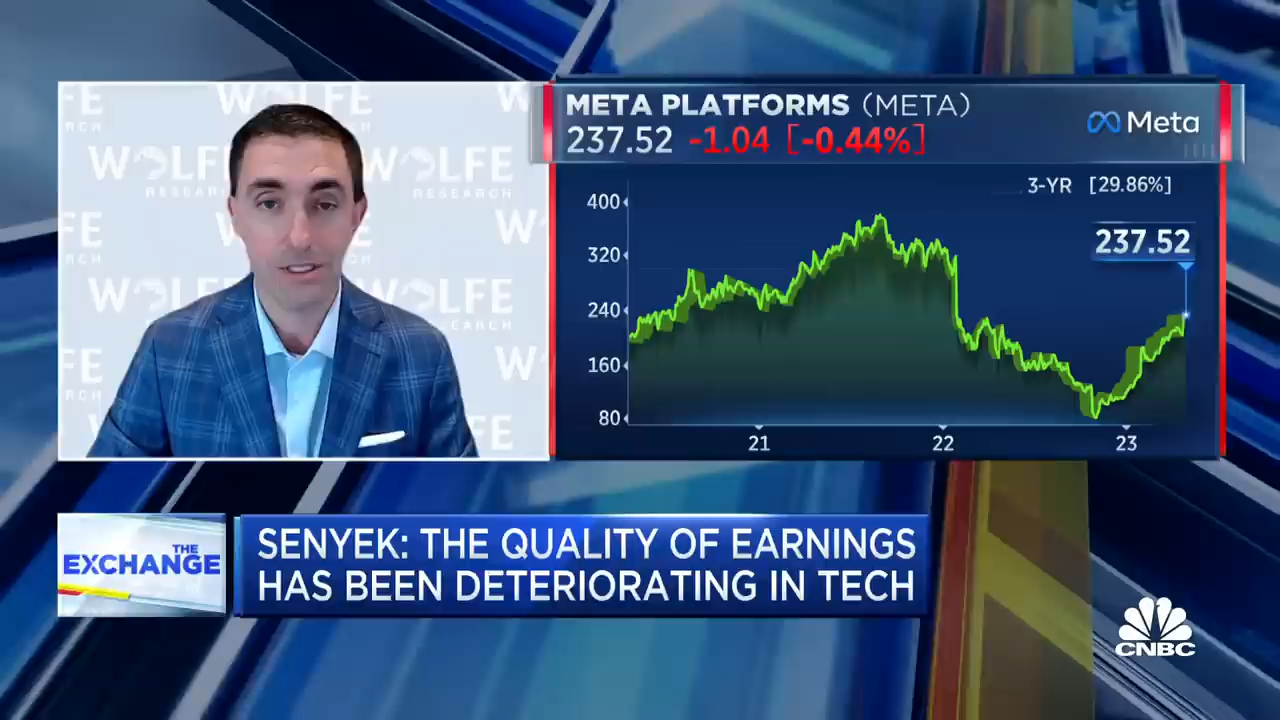 WOLFE
RESEARCH
META PLATFORMS (META)
237.52 -1.04 [-0.44%]
Meta
3-YR [29.86%]
237.52
400
320
240
160
80
21 22 23
THE
EXCHANGE
SENYEK: THE QUALITY OF EARNINGS
HAS BEEN DETERIORATING IN TECH
CNBC